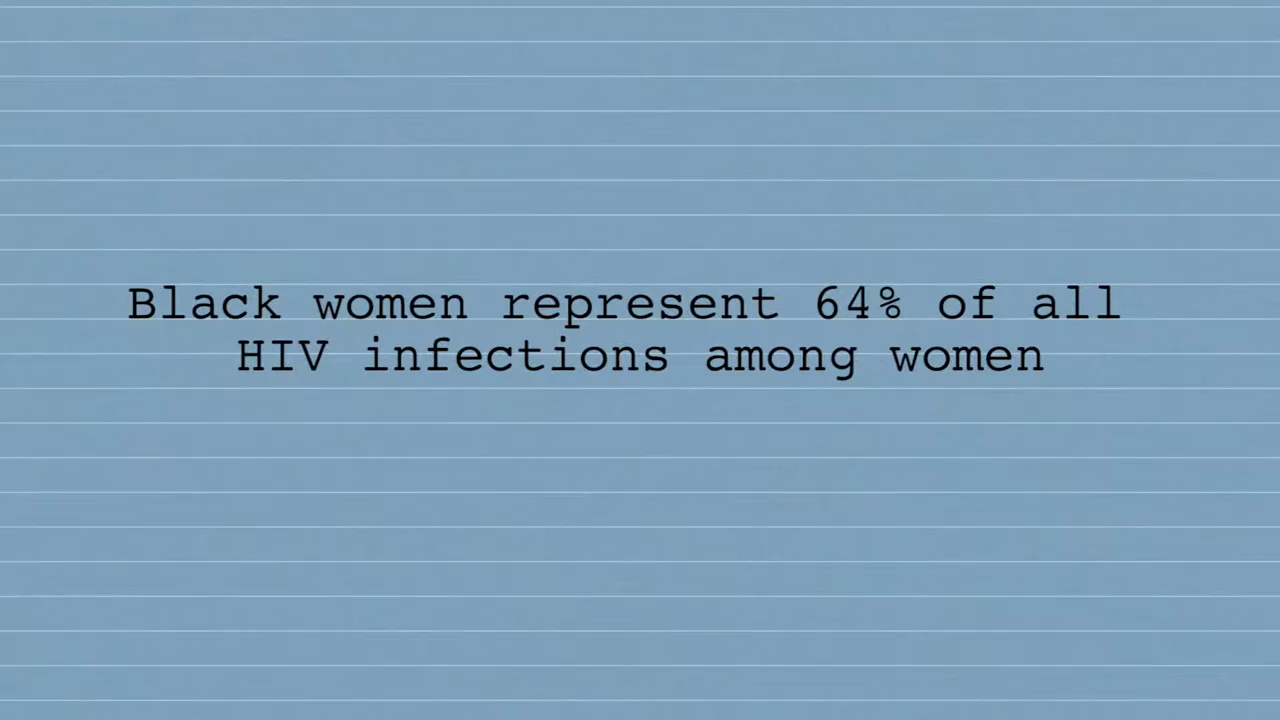 Black women represent 64% of all
HIV infections among women